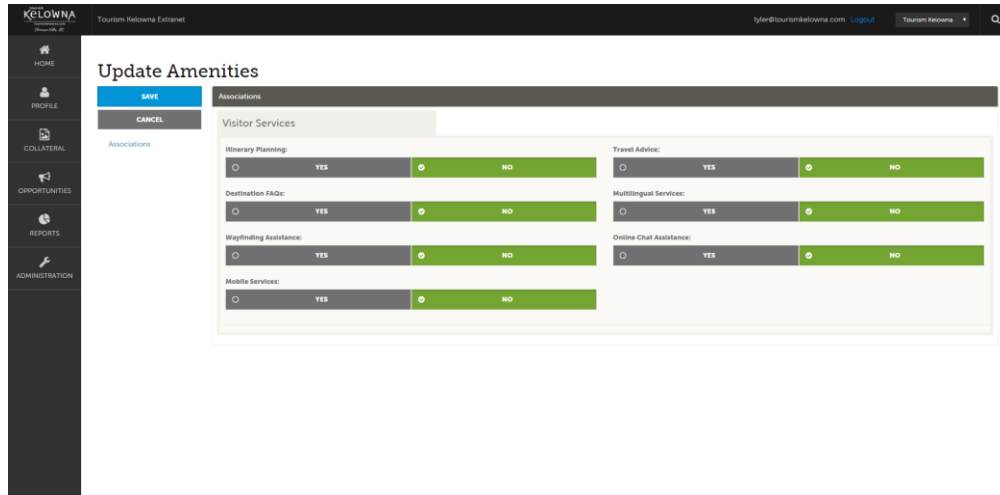 KELOWNA
Tourism Kelowna Extranet
tyler@tourismkelowna.com Logout
Tourism Kelowna
HOME
PROFILE
COLLATERAL
OPPORTUNITIES
REPORTS
ADMINISTRATION
Update Amenities
SAVE
CANCEL
Associations
Associations
Visitor Services
Itinerary Planning:
YES NO
Travel Advice:
YES NO
Destination FAQs:
YES NO
Multilingual Services:
YES NO
Wayfinding Assistance:
YES NO
Online Chat Assistance:
YES NO
Mobile Services:
YES NO